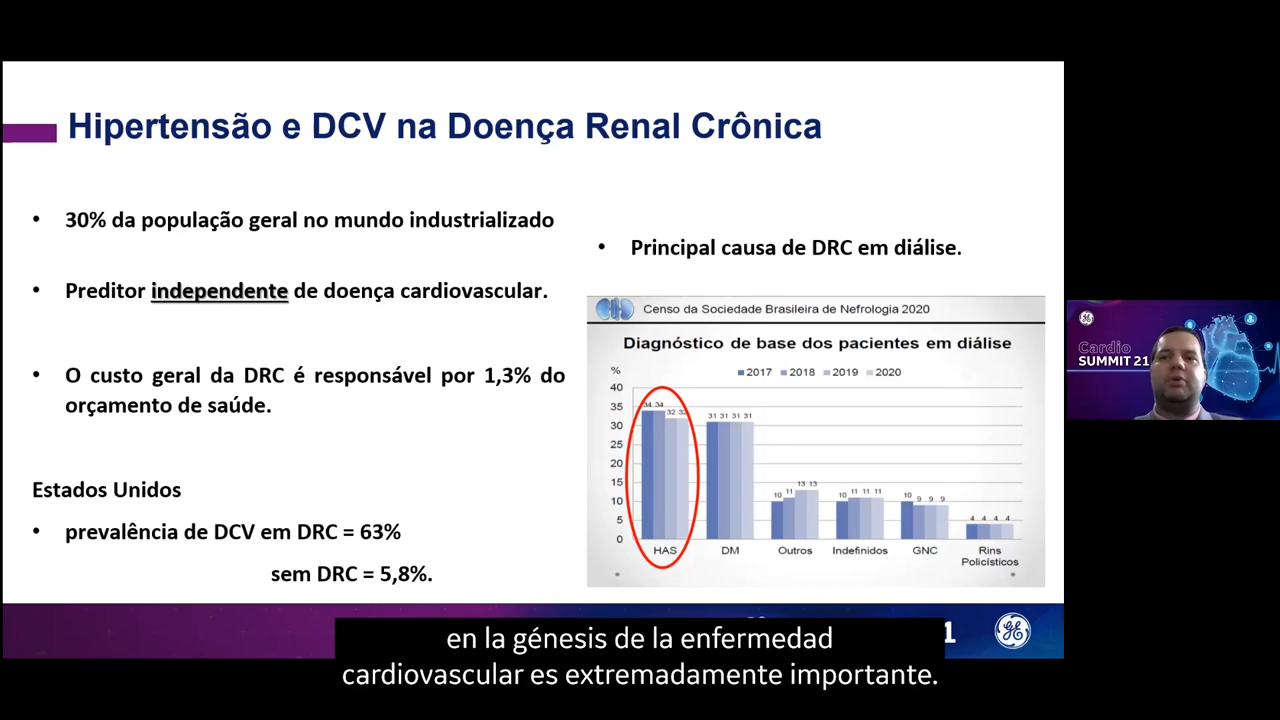 Hipertensão e DCV na Doença Renal Crônica
• 30% da população geral no mundo industrializado
• Preditor independente de doença cardiovascular.
• O custo geral da DRC é responsável por 1,3% do
orçamento de saúde.
Estados Unidos
• prevalência de DCV em DRC = 63%
sem DRC = 5,8%.
• Principal causa de DRC em diálise.
Censo da Sociedade Brasileira de Nefrologia 2020
Diagnóstico de base dos pacientes em diálise
%
2017 2018 2019 2020
40
35
30
25
20
15
10
5
0
34 34 32 32
31 31 31 31
10 11 13 13
10 11 11 11
10 9 9 9
4 4 4 4
HAS DM Outros Indefinidos GNC Rins
Policísticos
Cardio
SUMMIT 21
1
GE
en la génesis de la enfermedad
cardiovascular es extremadamente importante.